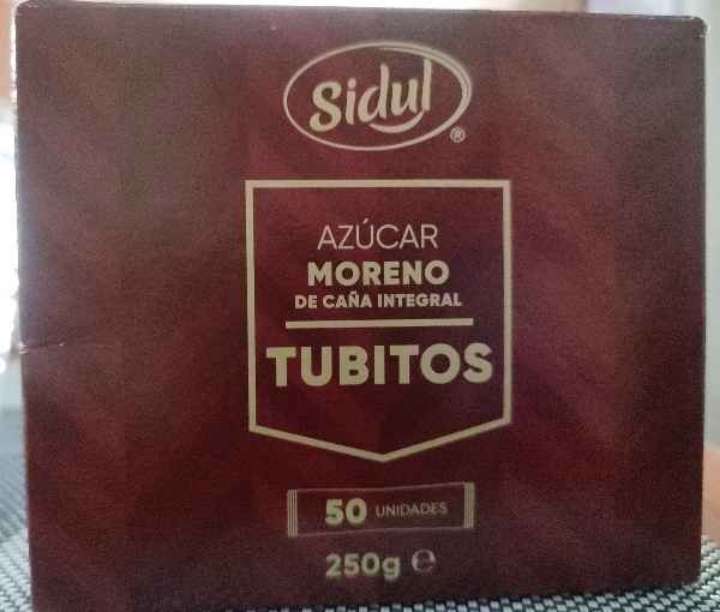 Sidul
®
AZÚCAR
MORENO
DE CAÑA INTEGRAL
TUBITOS
50 UNIDADES
250g ℮